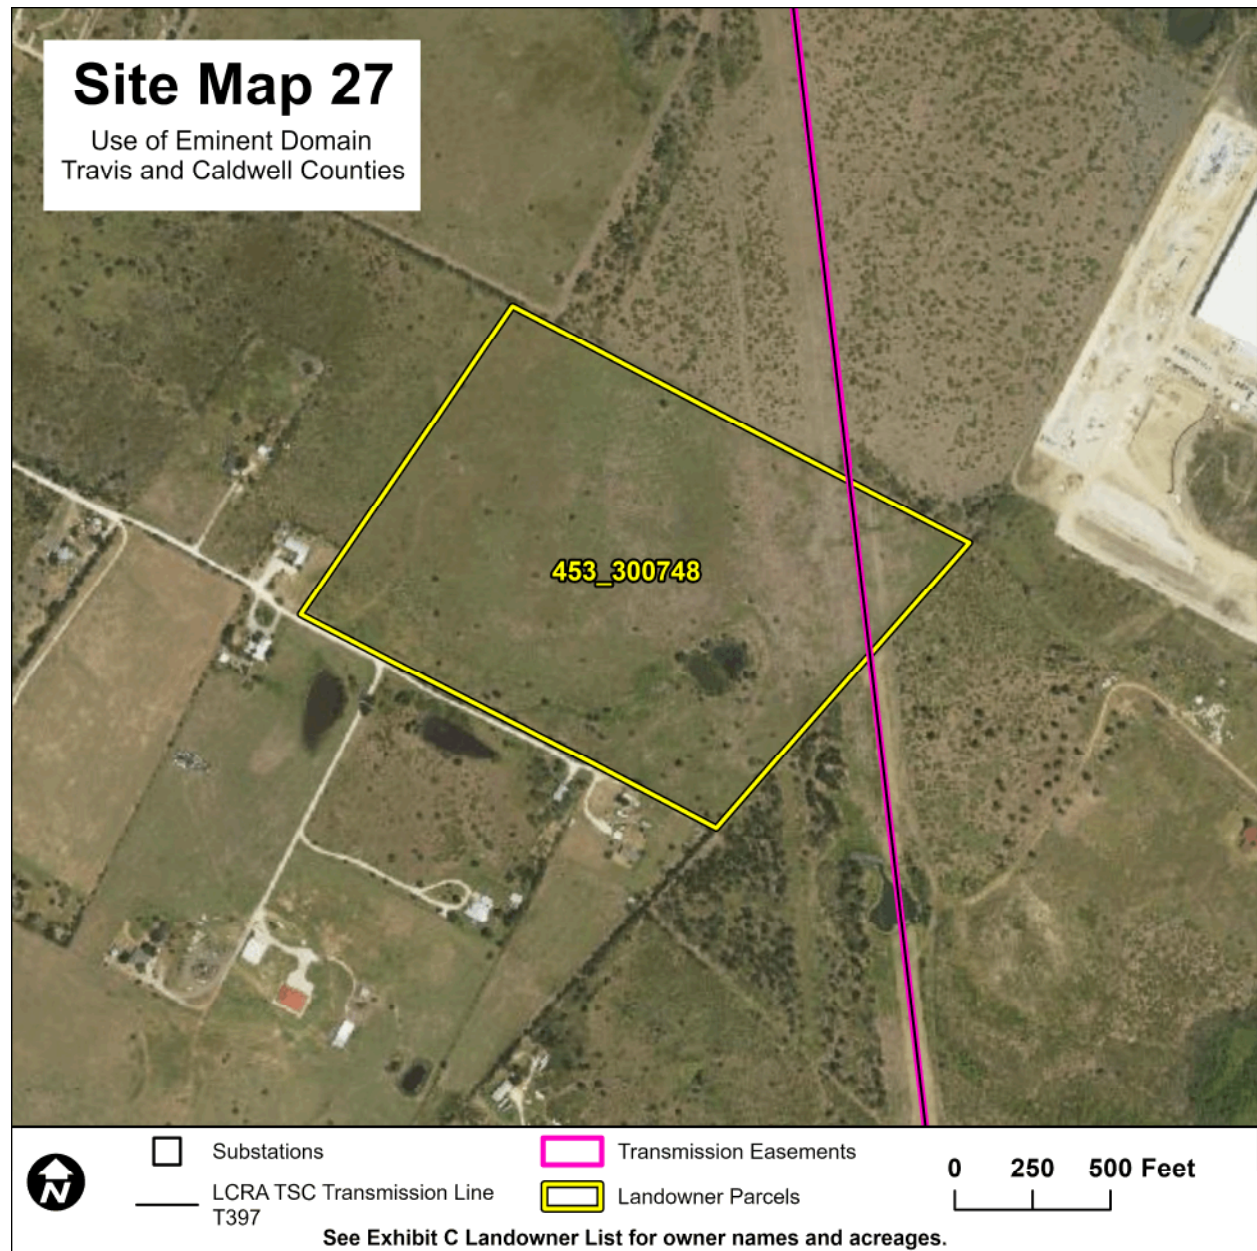 Site Map 27
Use of Eminent Domain
Travis and Caldwell Counties
453_300748
N
Substations
LCRA TSC Transmission Line
T397
Transmission Easements
Landowner Parcels
0 250 500 Feet
See Exhibit C Landowner List for owner names and acreages.